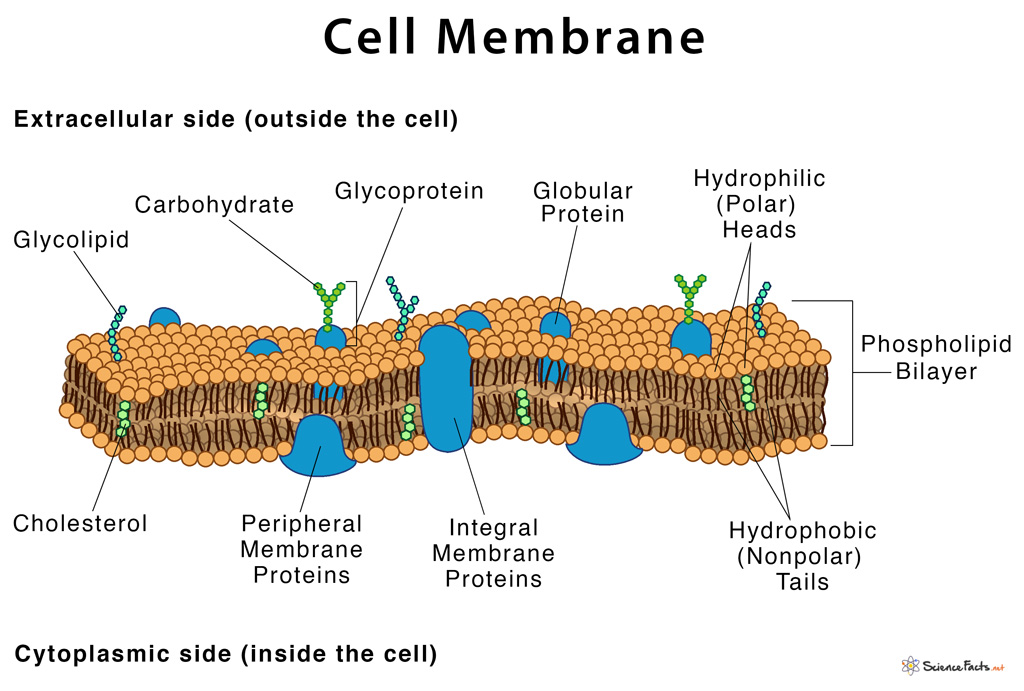 Cell Membrane
Extracellular side (outside the cell)
Glycolipid
Carbohydrate
Glycoprotein
Globular
Protein
Hydrophilic
(Polar)
Heads
Phospholipid
Bilayer
Cholesterol
Peripheral
Membrane
Proteins
Integral
Membrane
Proteins
Hydrophobic
(Nonpolar)
Tails
Cytoplasmic side (inside the cell)
ScienceFacts.net